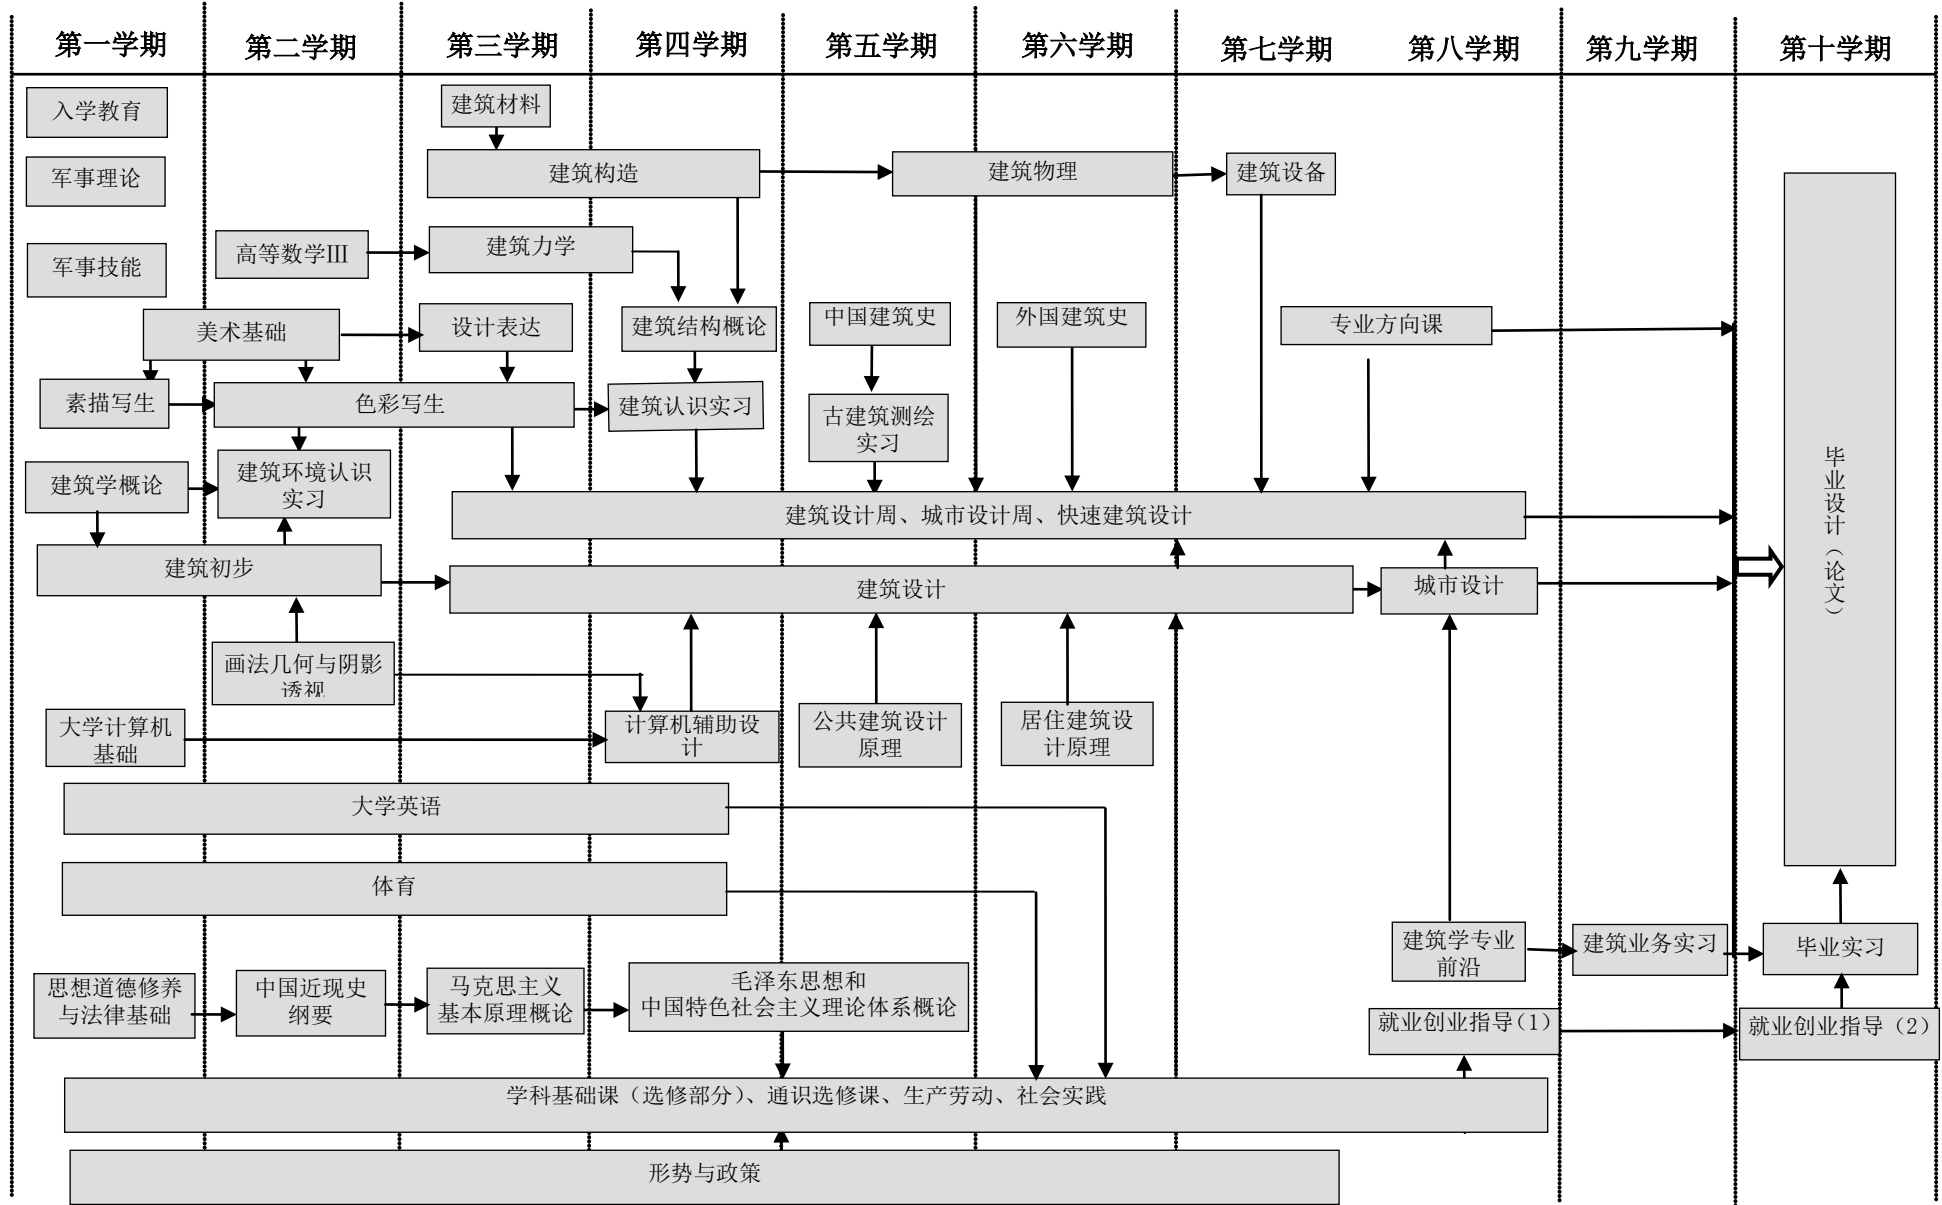 第一学期
第二学期
第三学期
第四学期
第五学期
第六学期
第七学期
第八学期
第九学期
第十学期
入学教育
建筑材料
军事理论
建筑构造
建筑物理
建筑设备
军事技能
高等数学Ⅲ
建筑力学
美术基础
设计表达
建筑结构概论
中国建筑史
外国建筑史
专业方向课
素描写生
色彩写生
建筑认识实习
古建筑测绘
实习
建筑学概论
建筑环境认识
实习
建筑设计周、城市设计周、快速建筑设计
毕业设计（论文）
建筑初步
建筑设计
城市设计
画法几何与阴影
透视
大学计算机
基础
计算机辅助设
计
公共建筑设计
原理
居住建筑设
计原理
大学英语
体育
建筑学专业
前沿
建筑业务实习
毕业实习
思想道德修养
与法律基础
中国近现史
纲要
马克思主义
基本原理概论
毛泽东思想和
中国特色社会主义理论体系概论
就业创业指导(1)
就业创业指导（2）
学科基础课（选修部分）、通识选修课、生产劳动、社会实践
形势与政策